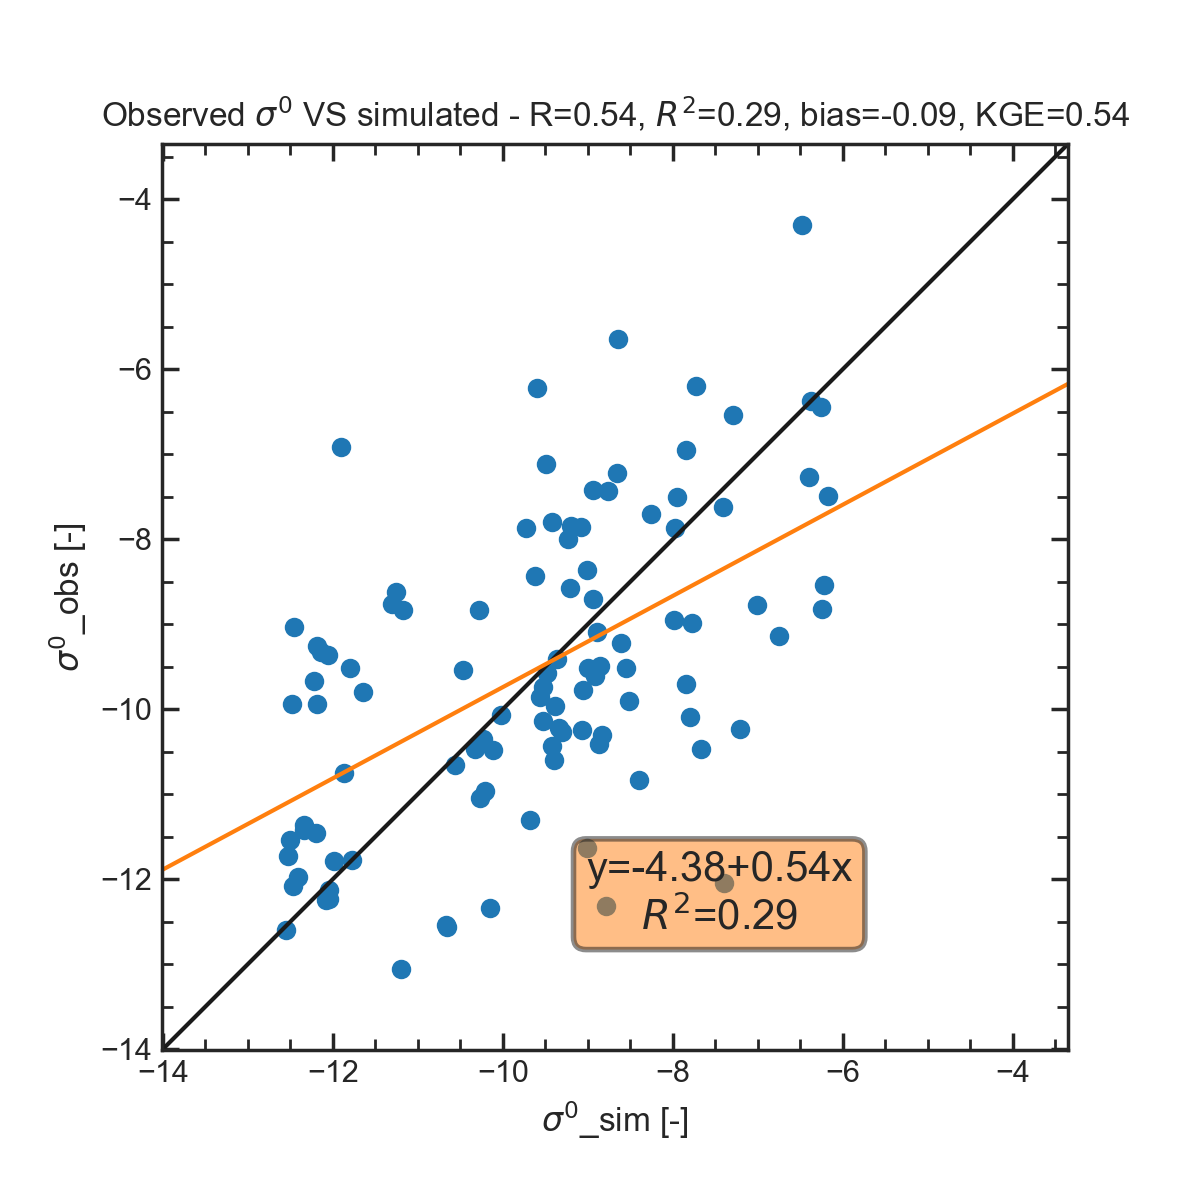 Observed σ⁰ VS simulated - R=0.54, R²=0.29, bias=-0.09, KGE=0.54
−4
−6
−8
−10
−12
−14
σ⁰_obs [-]
y=-4.38+0.54x
R²=0.29
−14 −12 −10 −8 −6 −4
σ⁰_sim [-]